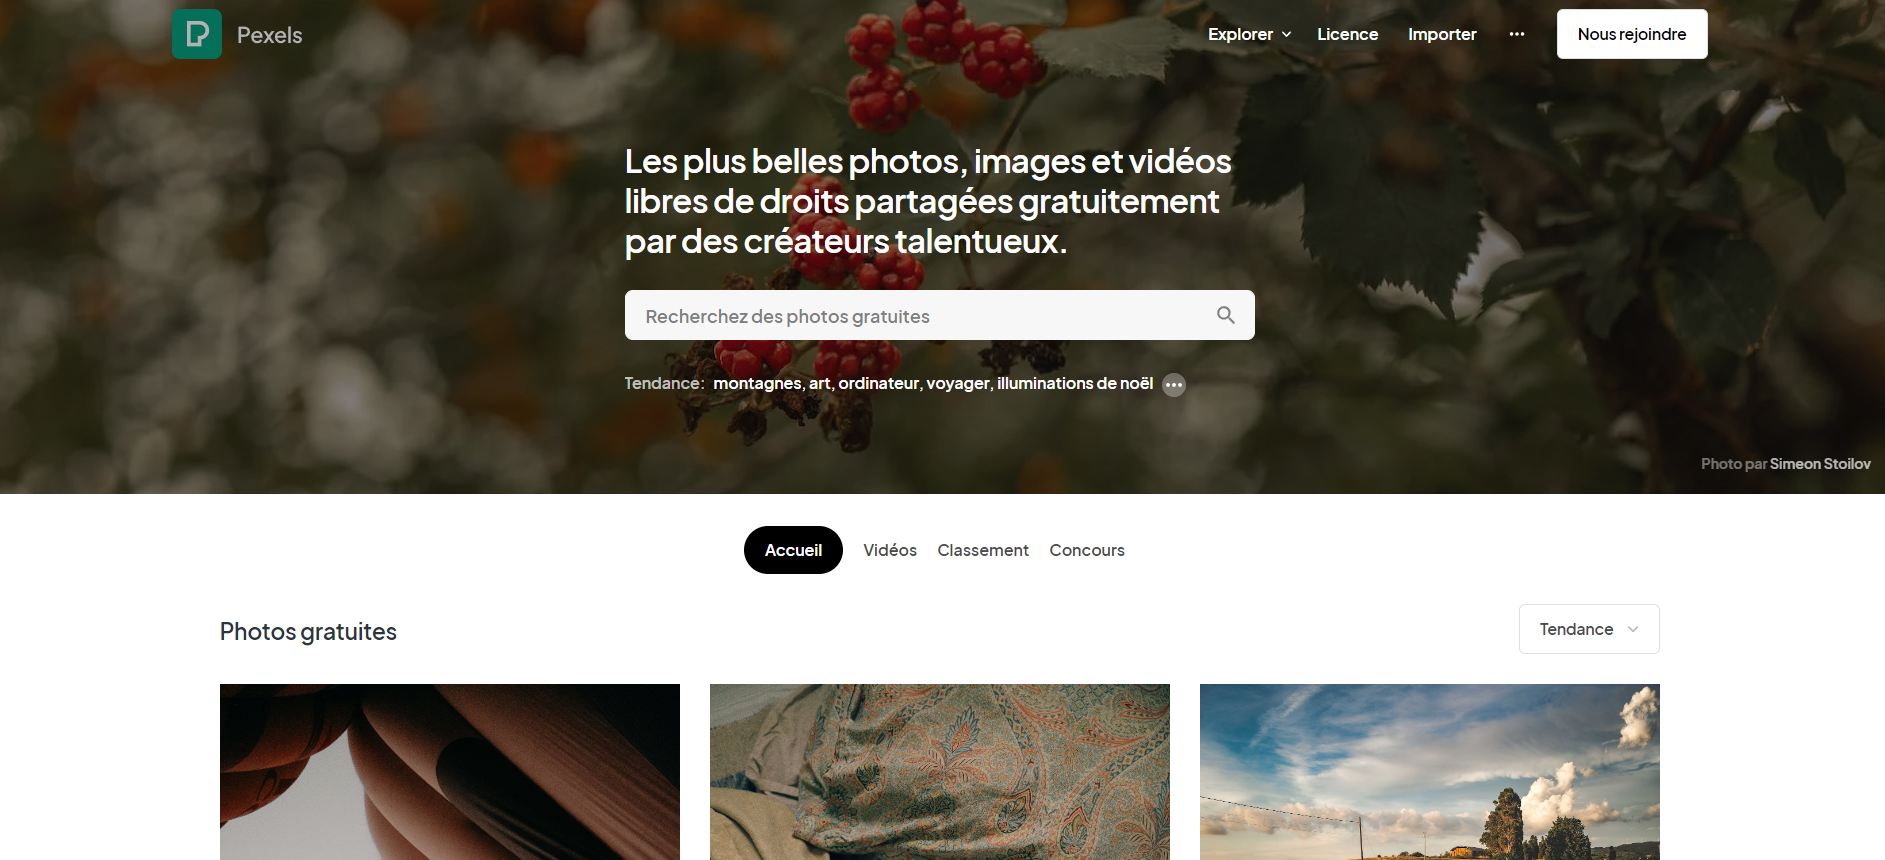 Pexels
Explorer
Licence
Importer
Nous rejoindre
Les plus belles photos, images et vidéos
libres de droits partagées gratuitement
par des créateurs talentueux.
Recherchez des photos gratuites
Tendance: montagnes, art, ordinateur, voyager, illuminations de noël
Photo par Simeon Stoilov
Accueil
Vidéos
Classement
Concours
Photos gratuites
Tendance